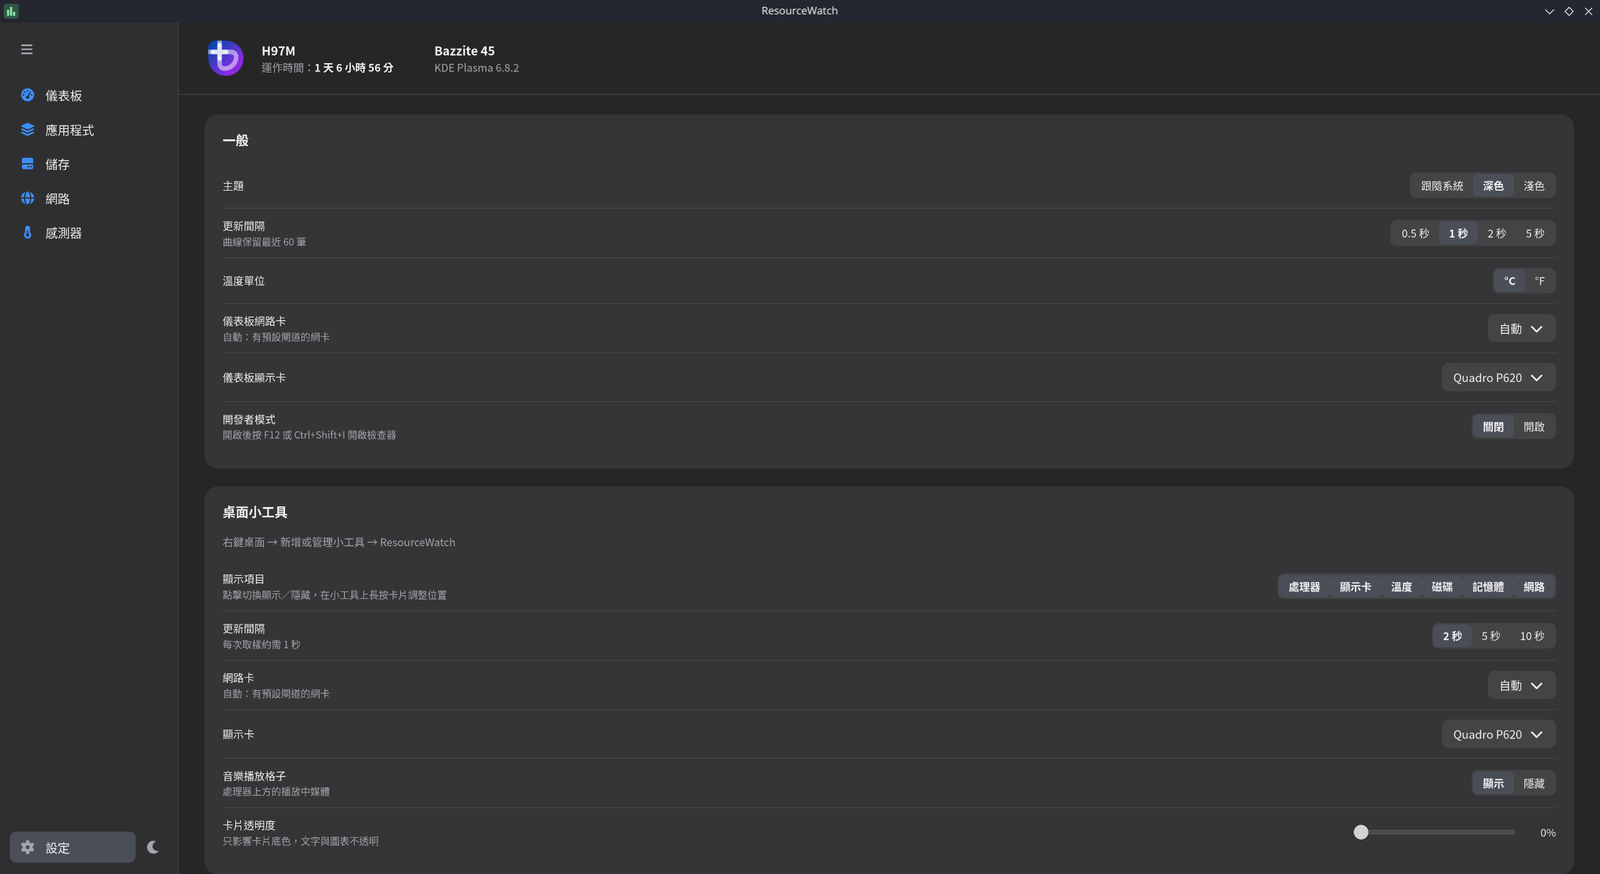 ResourceWatch
H97M
運作時間：1 天 6 小時 56 分
Bazzite 45
KDE Plasma 6.8.2
儀表板
應用程式
儲存
網路
感測器
設定
一般
主題
跟隨系統 深色 淺色
更新間隔
曲線保留最近 60 筆
0.5 秒 1 秒 2 秒 5 秒
溫度單位
°C °F
儀表板網路卡
自動：有預設閘道的網卡
自動
儀表板顯示卡
Quadro P620
開發者模式
開啟後按 F12 或 Ctrl+Shift+I 開啟檢查器
關閉 開啟
桌面小工具
右鍵桌面 → 新增或管理小工具 → ResourceWatch
顯示項目
點擊切換顯示／隱藏，在小工具上長按卡片調整位置
處理器 顯示卡 溫度 磁碟 記憶體 網路
更新間隔
每次取樣約需 1 秒
2 秒 5 秒 10 秒
網路卡
自動：有預設閘道的網卡
自動
顯示卡
Quadro P620
音樂播放格子
處理器上方的播放中媒體
顯示 隱藏
卡片透明度
只影響卡片底色，文字與圖表不透明
0%